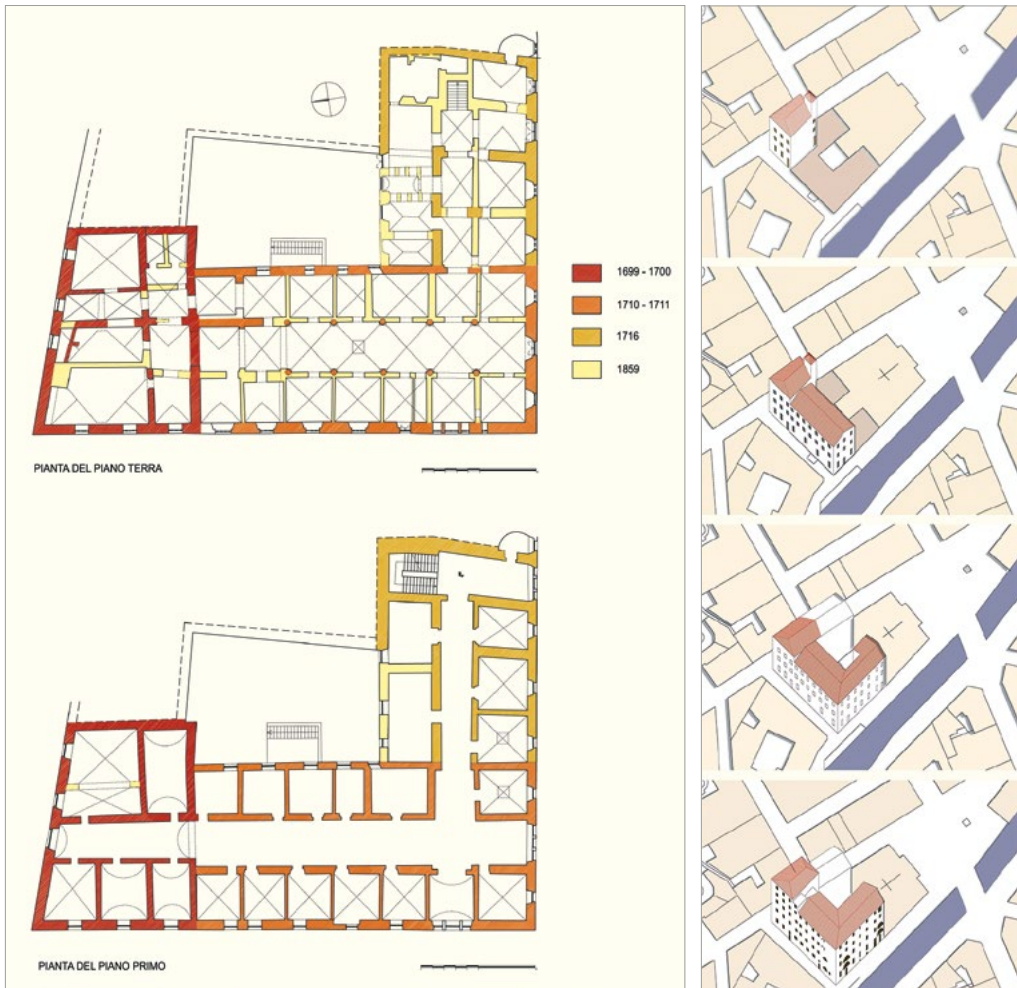 1699 - 1700
1710 - 1711
1716
1859
PIANTA DEL PIANO TERRA
PIANTA DEL PIANO PRIMO